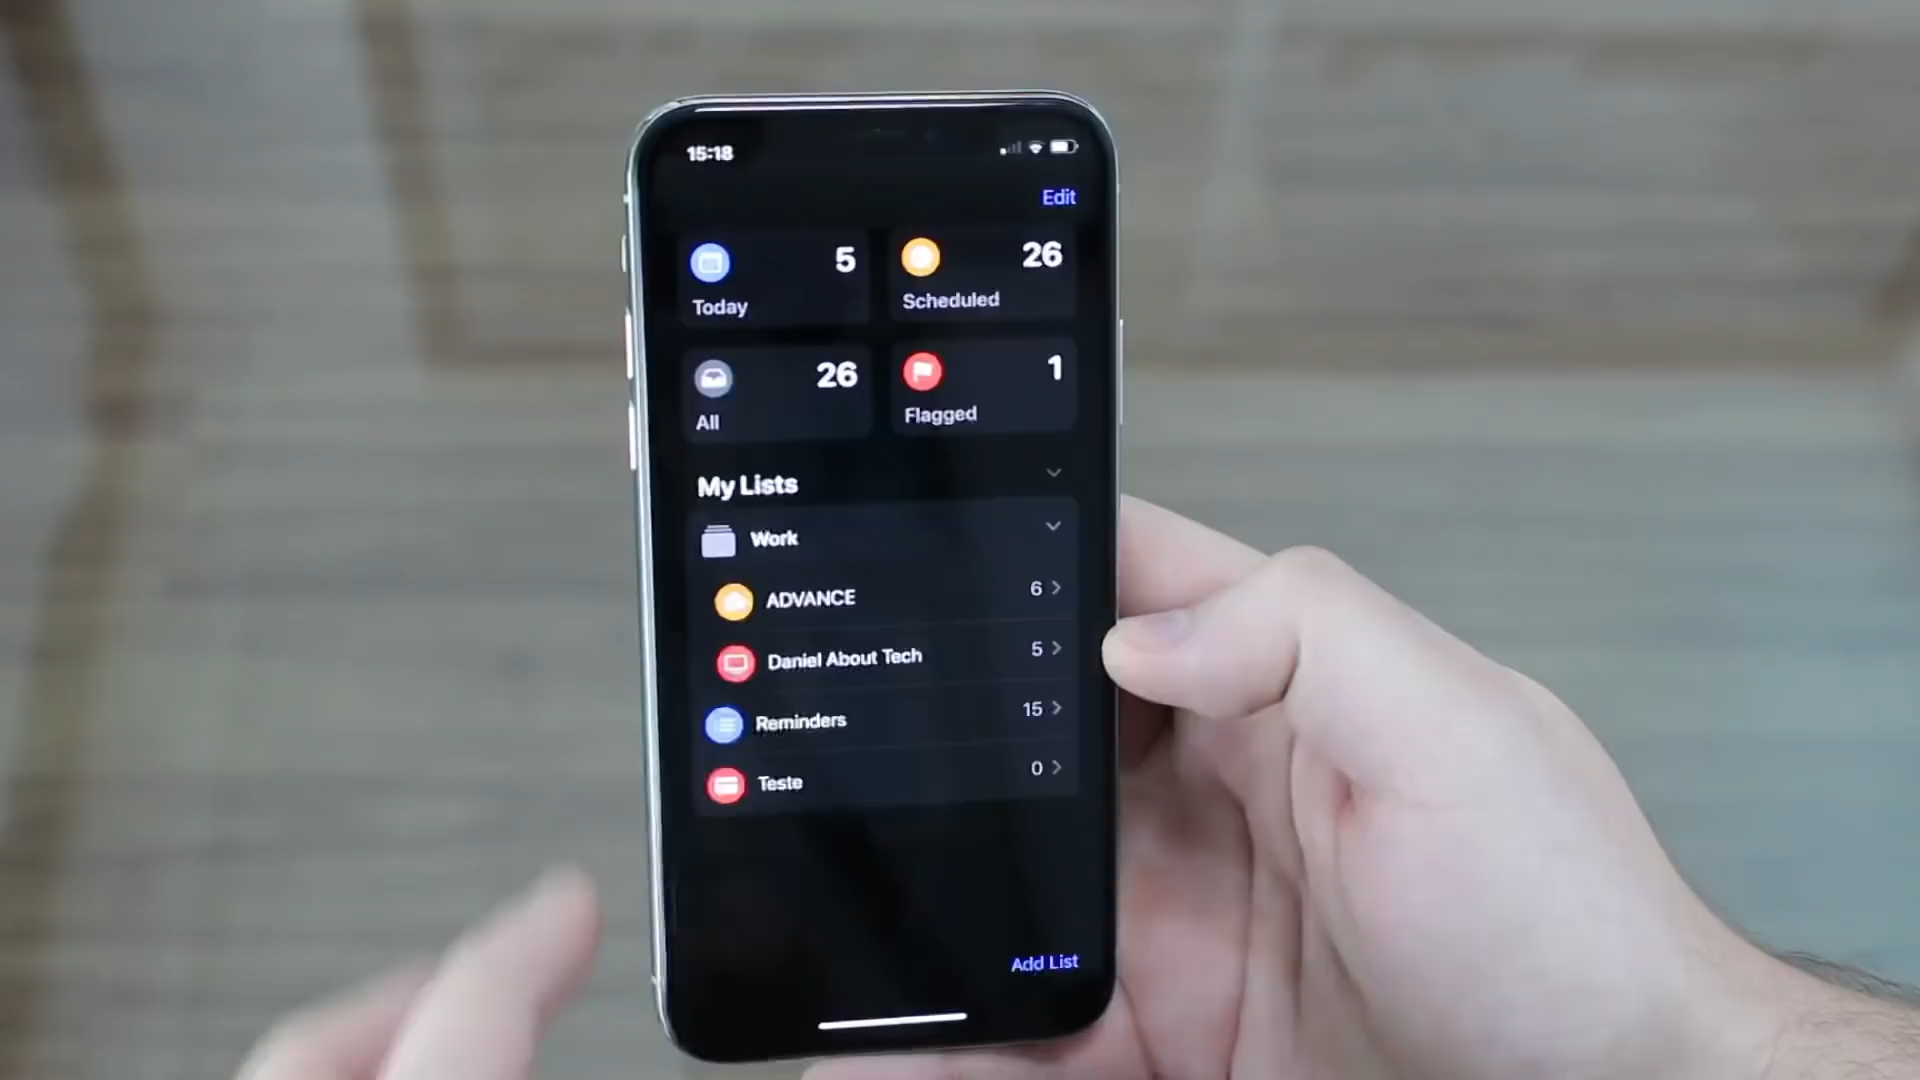 15:18
Edit
5
26
Today
Scheduled
26
1
All
Flagged
My Lists
Work
ADVANCE 6
Daniel About Tech 5
Reminders 15
Teste 0
Add List